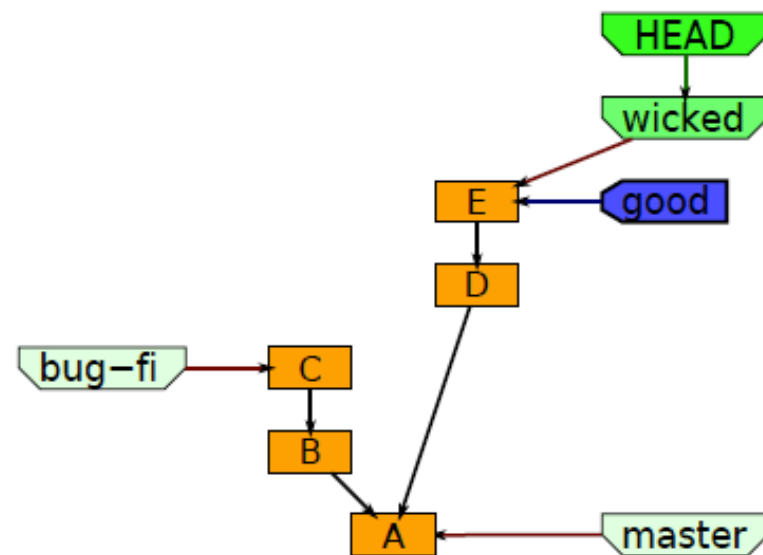 HEAD
wicked
E
good
D
bug-fi
C
B
A
master